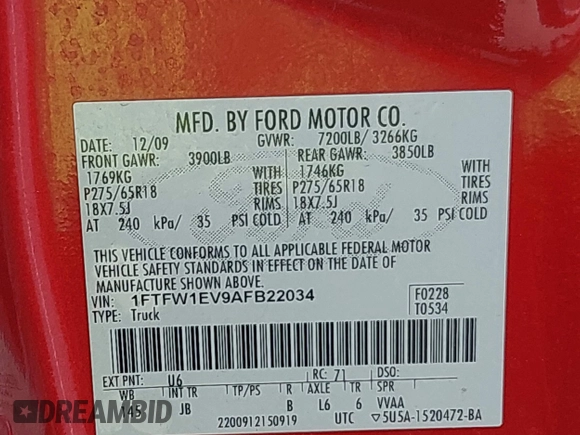 MFD. BY FORD MOTOR CO.
DATE: 12/09 GVWR: 7200LB/ 3266KG
FRONT GAWR: 3900LB REAR GAWR: 3850LB
1769KG WITH 1746KG WITH
P275/65R18 TIRES P275/65R18 TIRES
18X7.5J RIMS 18X7.5J RIMS
AT 240 kPa/ 35 PSI COLD AT 240 kPa/ 35 PSI COLD
THIS VEHICLE CONFORMS TO ALL APPLICABLE FEDERAL MOTOR
VEHICLE SAFETY STANDARDS IN EFFECT ON THE DATE OF
MANUFACTURE SHOWN ABOVE.
VIN: 1FTFW1EV9AFB22034 F0228
TYPE: Truck T0534
EXT PNT: U6 RC: 71 DSO:
WB INT TR TP/PS R AXLE TR SPR
145 JB B L6 6 VVAA
2200912150919 UTC ▽5U5A-1520472-BA
DREAMBID